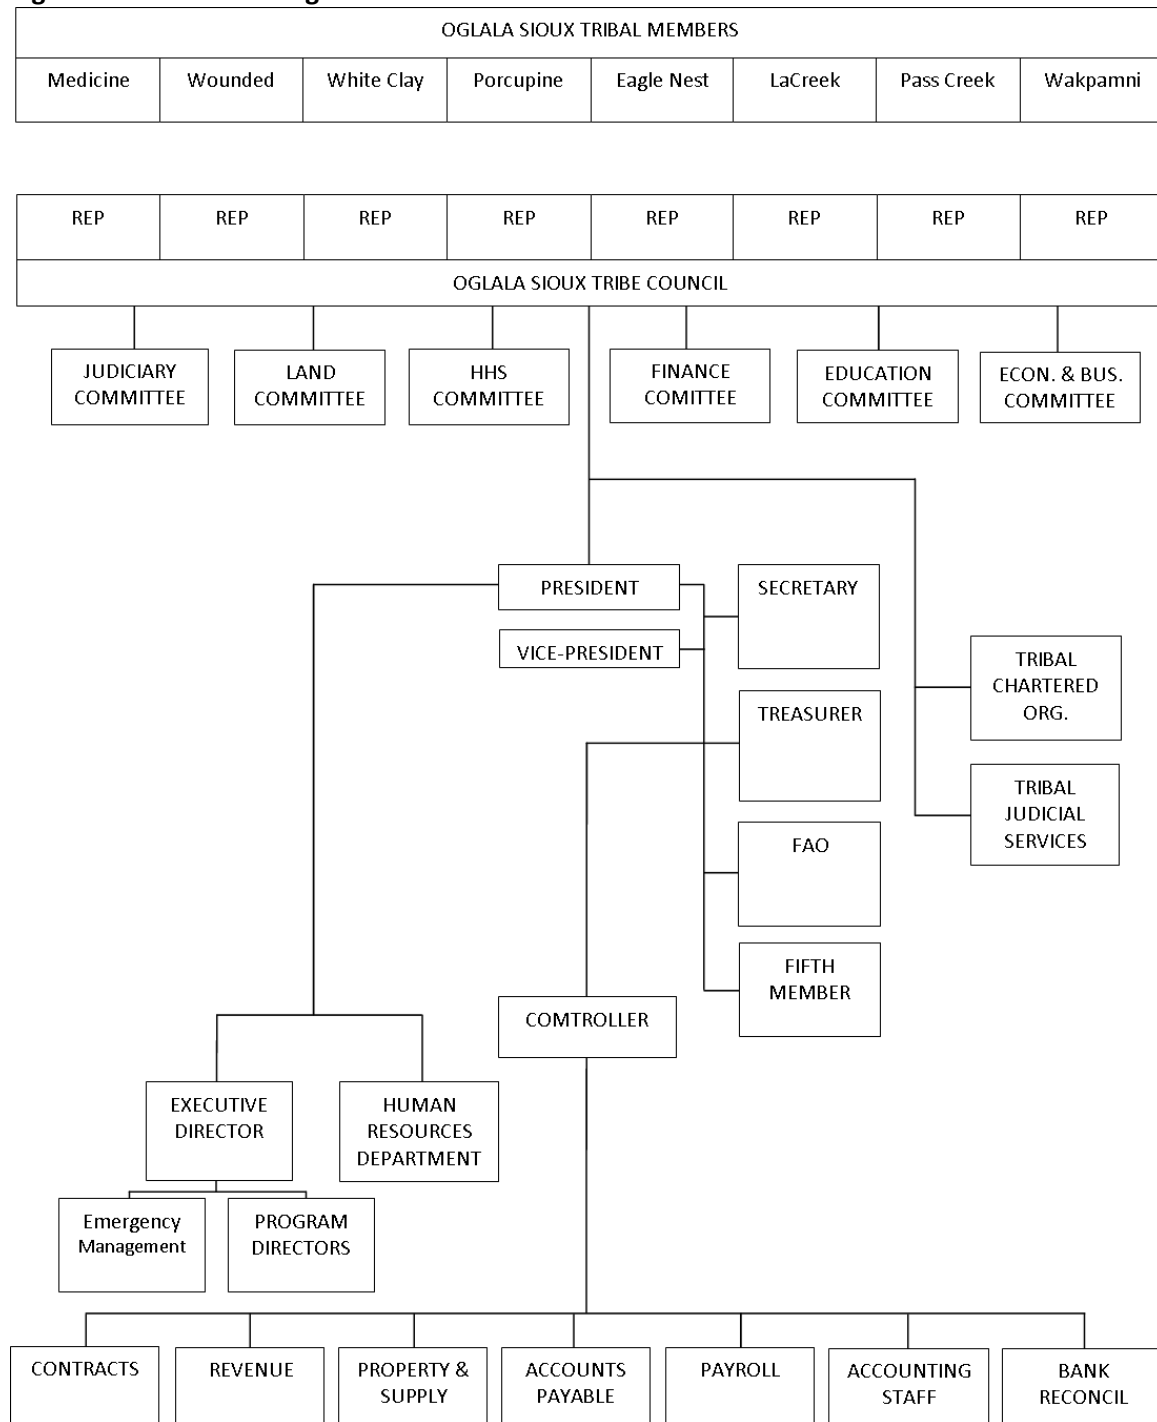 OGLALA SIOUX TRIBAL MEMBERS
Medicine Wounded White Clay Porcupine Eagle Nest LaCreek Pass Creek Wakpamni
REP REP REP REP REP REP REP REP
OGLALA SIOUX TRIBE COUNCIL
JUDICIARY
COMMITTEE
LAND
COMMITTEE
HHS
COMMITTEE
FINANCE
COMITTEE
EDUCATION
COMMITTEE
ECON. & BUS.
COMMITTEE
PRESIDENT
VICE-PRESIDENT
SECRETARY
TREASURER
FAO
FIFTH
MEMBER
TRIBAL
CHARTERED
ORG.
TRIBAL
JUDICIAL
SERVICES
COMTROLLER
EXECUTIVE
DIRECTOR
HUMAN
RESOURCES
DEPARTMENT
Emergency
Management
PROGRAM
DIRECTORS
CONTRACTS
REVENUE
PROPERTY &
SUPPLY
ACCOUNTS
PAYABLE
PAYROLL
ACCOUNTING
STAFF
BANK
RECONCIL